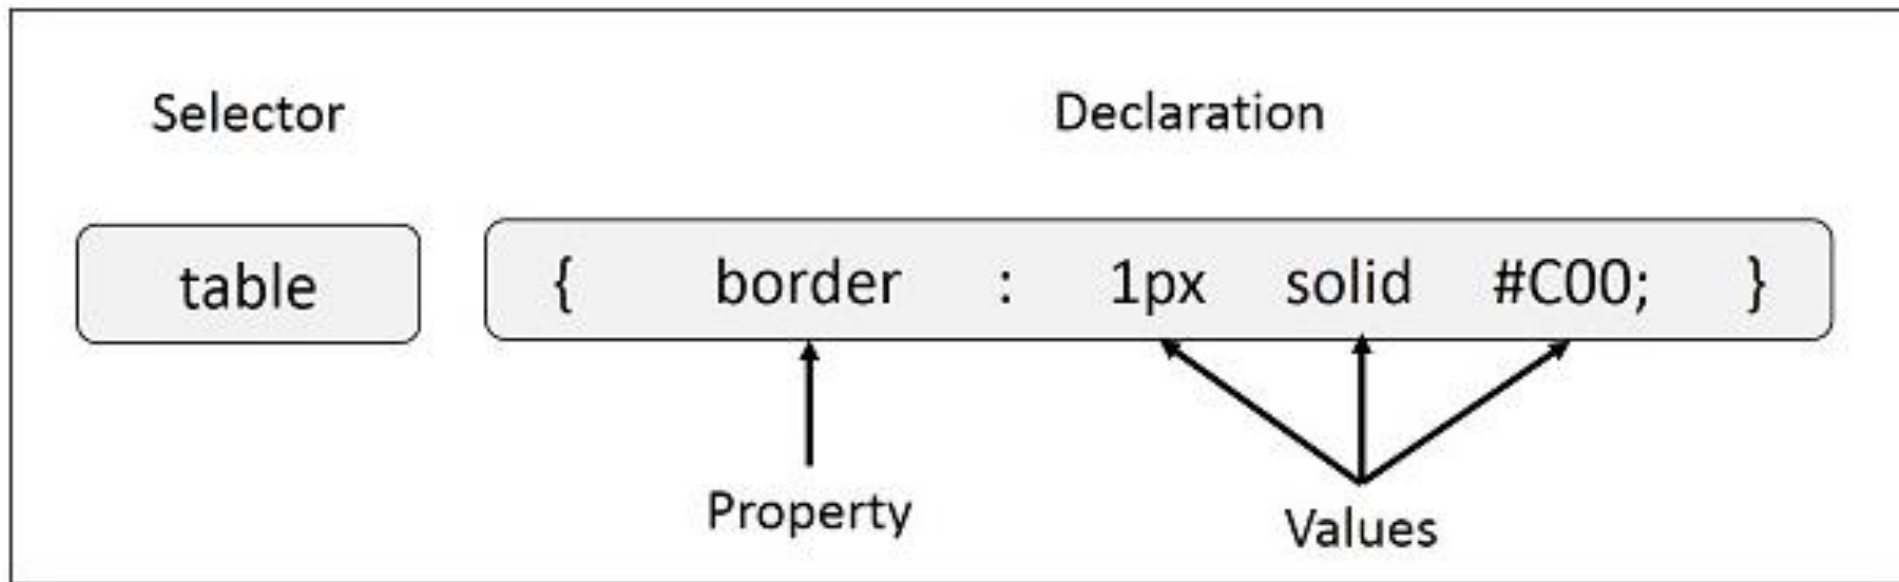 Selector Declaration
table { border : 1px solid #C00; }
Property
Values